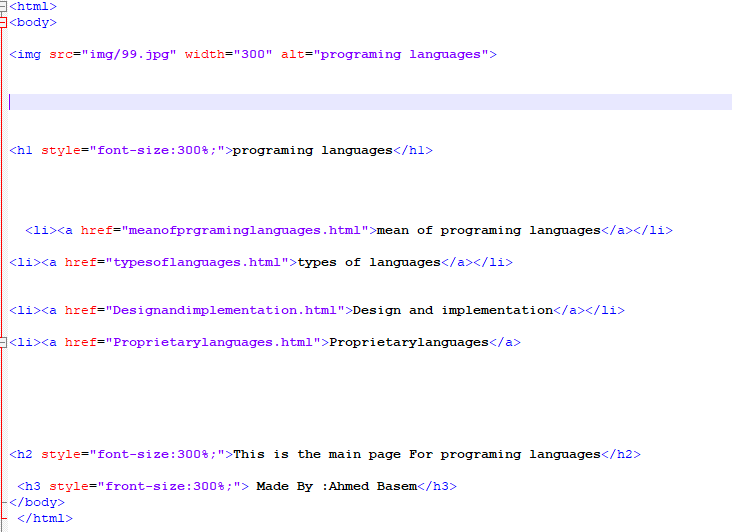 <html>
<body>
<img src="img/99.jpg" width="300" alt="programing languages">
<h1 style="font-size:300%;">programing languages</h1>
<li><a href="meanofprgraminglanguages.html">mean of programing languages</a></li>
<li><a href="typesoflanguages.html">types of languages</a></li>
<li><a href="Designandimplementation.html">Design and implementation</a></li>
<li><a href="Proprietarylanguages.html">Proprietarylanguages</a>
<h2 style="font-size:300%;">This is the main page For programing languages</h2>
<h3 style="front-size:300%;"> Made By :Ahmed Basem</h3>
</body>
</html>